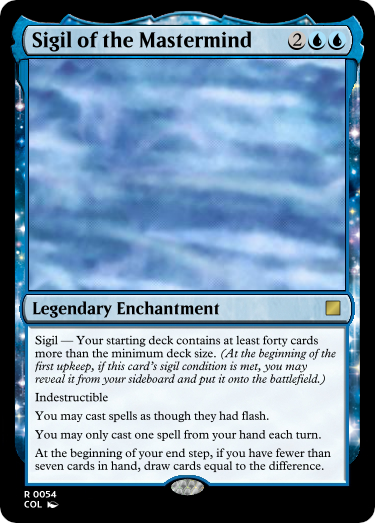 Sigil of the Mastermind 2
Legendary Enchantment
Sigil — Your starting deck contains at least forty cards
more than the minimum deck size. (At the beginning of the
first upkeep, if this card's sigil condition is met, you may
reveal it from your sideboard and put it onto the battlefield.)
Indestructible
You may cast spells as though they had flash.
You may only cast one spell from your hand each turn.
At the beginning of your end step, if you have fewer than
seven cards in hand, draw cards equal to the difference.
R 0054
COL